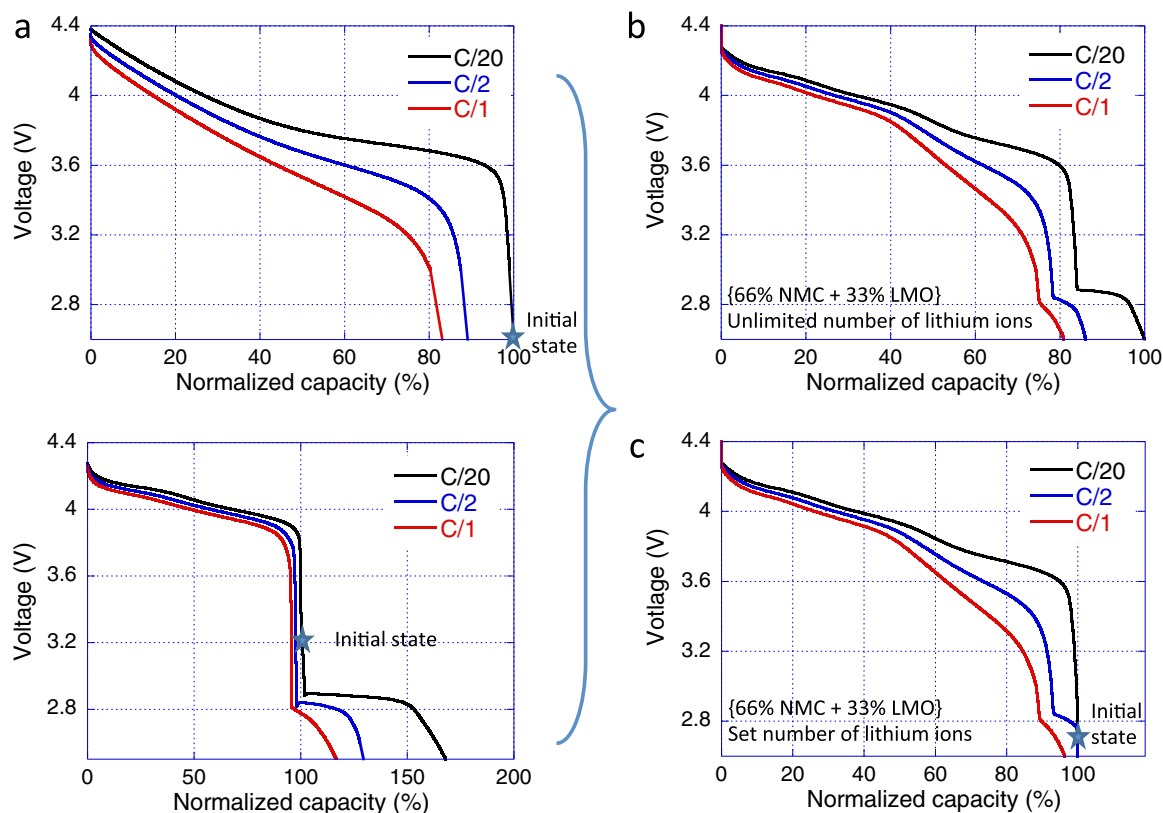 a
4.4
4
3.6
3.2
2.8
Voltage (V)
C/20
C/2
C/1
Initial
state
0
20
40
60
80
100
Normalized capacity (%)
4.4
4
3.6
3.2
2.8
Voltage (V)
C/20
C/2
C/1
Initial state
0
50
100
150
200
Normalized capacity (%)
b
4.4
4
3.6
3.2
2.8
Votlage (V)
C/20
C/2
C/1
{66% NMC + 33% LMO}
Unlimited number of lithium ions
0
20
40
60
80
100
Normalized capacity (%)
c
4.4
4
3.6
3.2
2.8
Votlage (V)
C/20
C/2
C/1
{66% NMC + 33% LMO}
Set number of lithium ions
Initial
state
0
20
40
60
80
100
Normalized capacity (%)